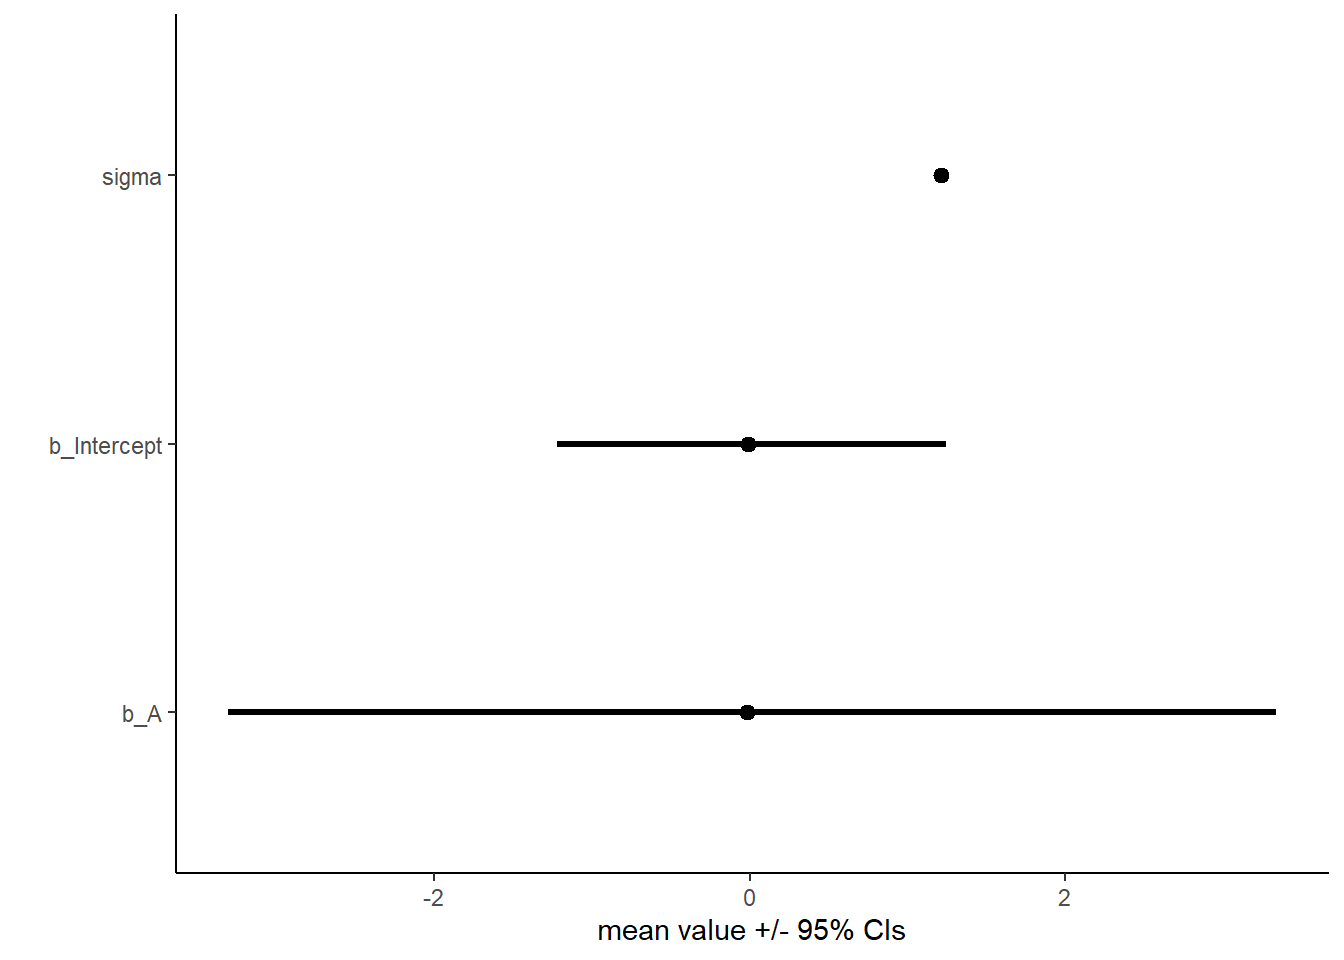 sigma
b_Intercept
b_A
-2 0 2
mean value +/- 95% CIs